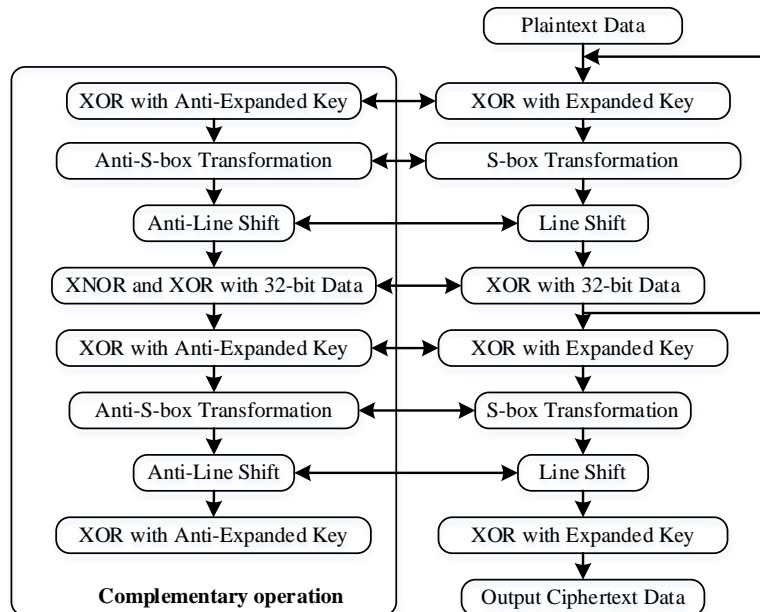 Plaintext Data
XOR with Anti-Expanded Key
XOR with Expanded Key
Anti-S-box Transformation
S-box Transformation
Anti-Line Shift
Line Shift
XNOR and XOR with 32-bit Data
XOR with 32-bit Data
XOR with Anti-Expanded Key
XOR with Expanded Key
Anti-S-box Transformation
S-box Transformation
Anti-Line Shift
Line Shift
XOR with Anti-Expanded Key
XOR with Expanded Key
Complementary operation
Output Ciphertext Data